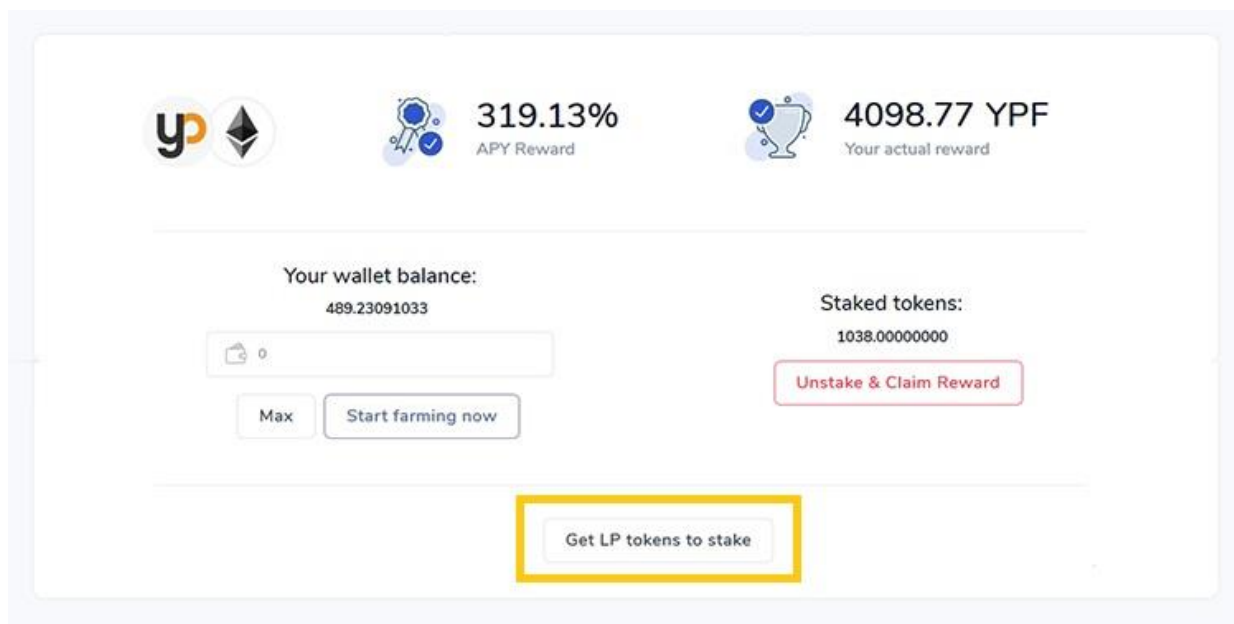 yp
319.13%
APY Reward
4098.77 YPF
Your actual reward
Your wallet balance:
489.23091033
0
Max
Start farming now
Staked tokens:
1038.00000000
Unstake & Claim Reward
Get LP tokens to stake